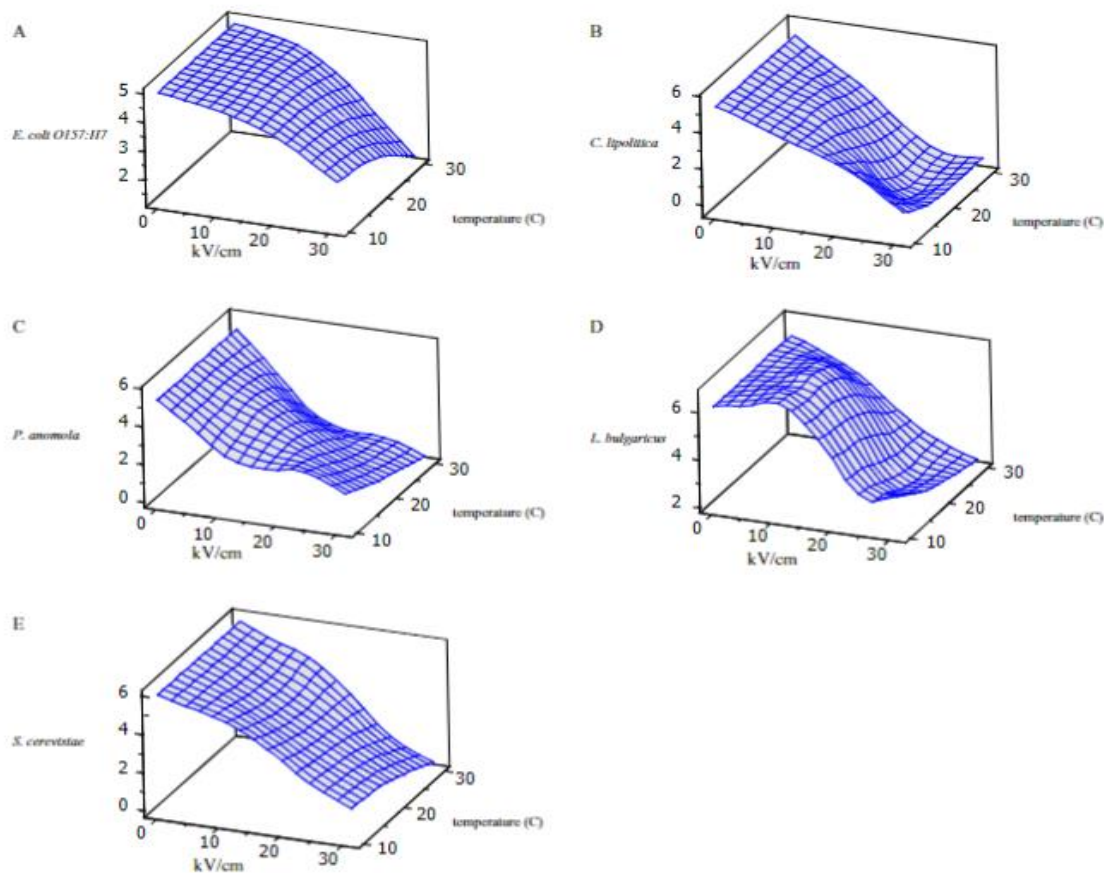 A
5
4
3
2
E. coli O157:H7
0
10
20
30
kV/cm
10
20
30
temperature (C)
B
6
4
2
0
C. lipolitica
0
10
20
30
kV/cm
10
20
30
temperature (C)
C
6
4
2
0
P. anomola
0
10
20
30
kV/cm
10
20
30
temperature (C)
D
6
4
2
L. bulgaricus
0
10
20
30
kV/cm
10
20
30
temperature (C)
E
6
4
2
0
S. cerevisiae
0
10
20
30
kV/cm
10
20
30
temperature (C)